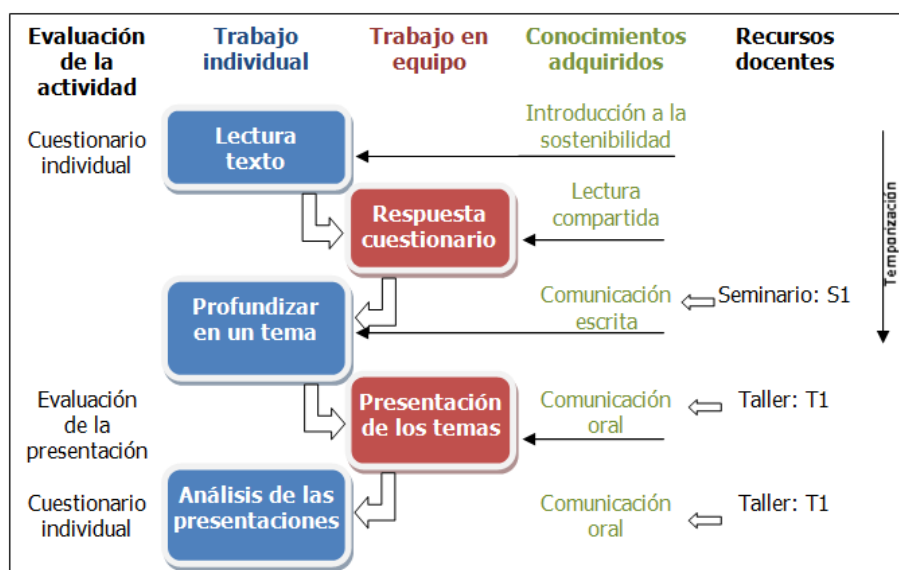 Evaluación
de la
actividad
Trabajo
individual
Trabajo en
equipo
Conocimientos
adquiridos
Recursos
docentes
Cuestionario
individual
Lectura
texto
Introducción a la
sostenibilidad
Respuesta
cuestionario
Lectura
compartida
Temporización
Profundizar
en un tema
Comunicación
escrita
Seminario: S1
Evaluación
de la
presentación
Presentación
de los temas
Comunicación
oral
Taller: T1
Cuestionario
individual
Análisis de las
presentaciones
Comunicación
oral
Taller: T1